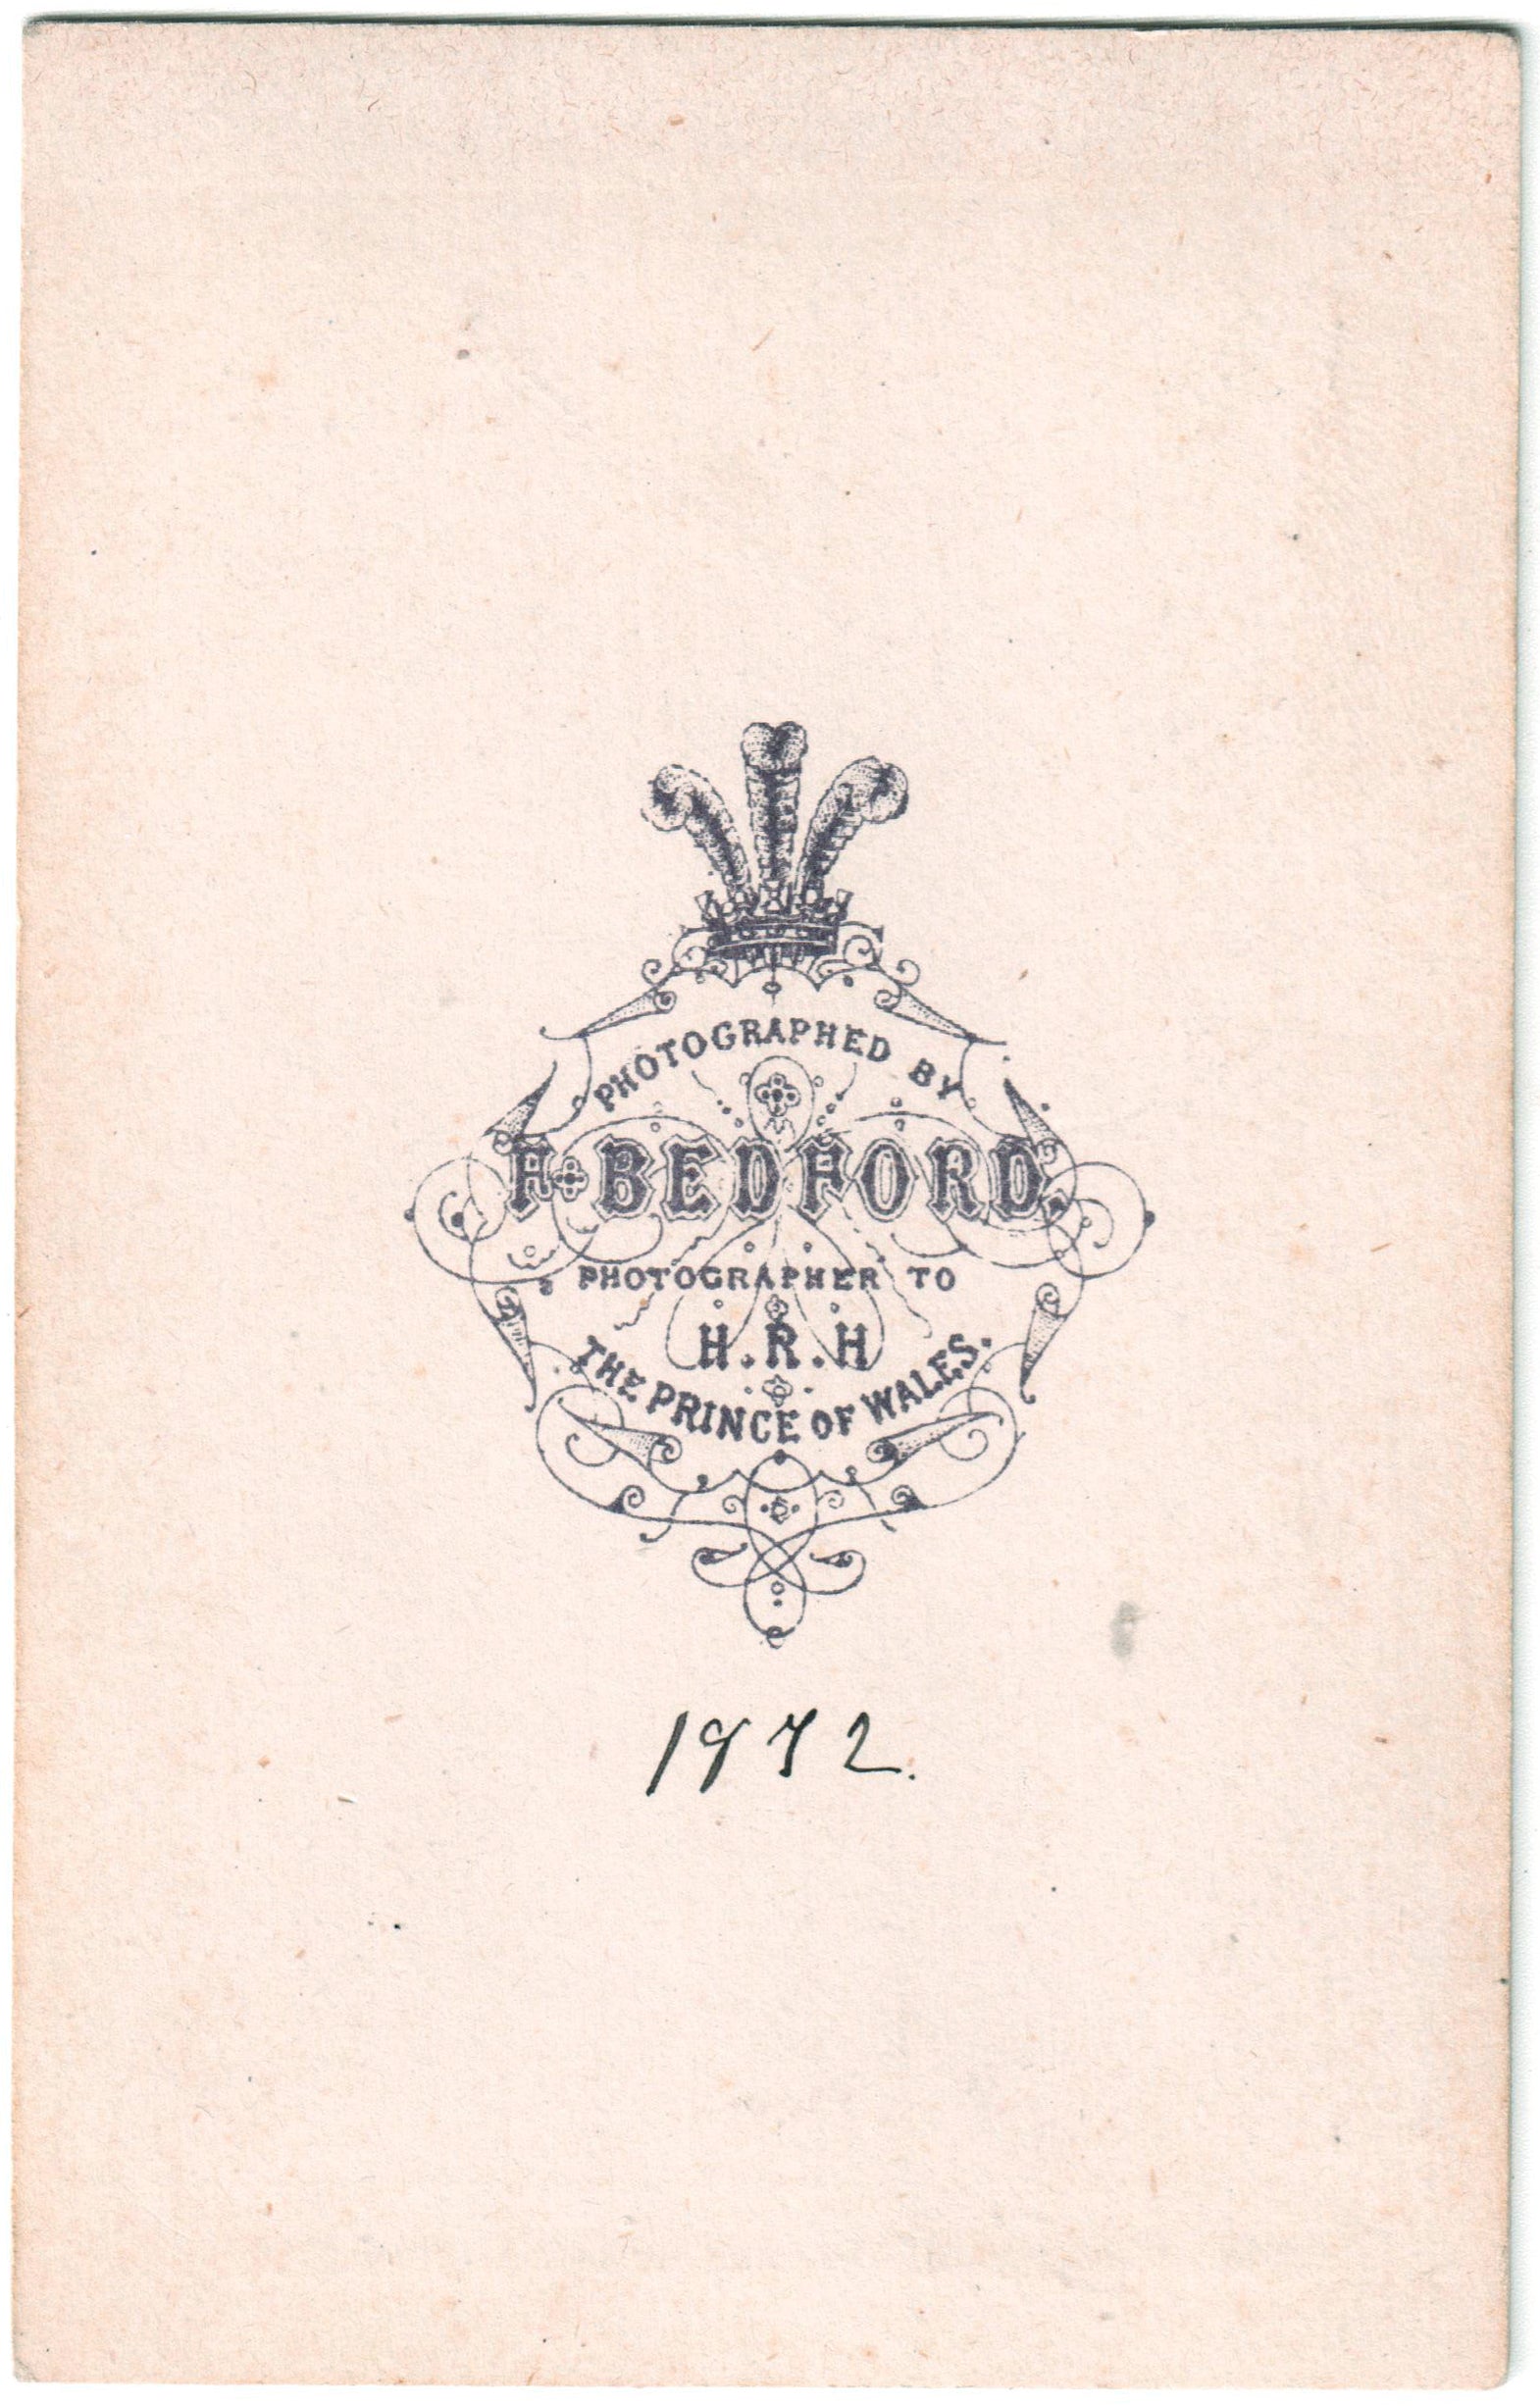 PHOTOGRAPHED BY
F. BEDFORD,
PHOTOGRAPHER TO
H.R.H
THE PRINCE OF WALES.
1872.